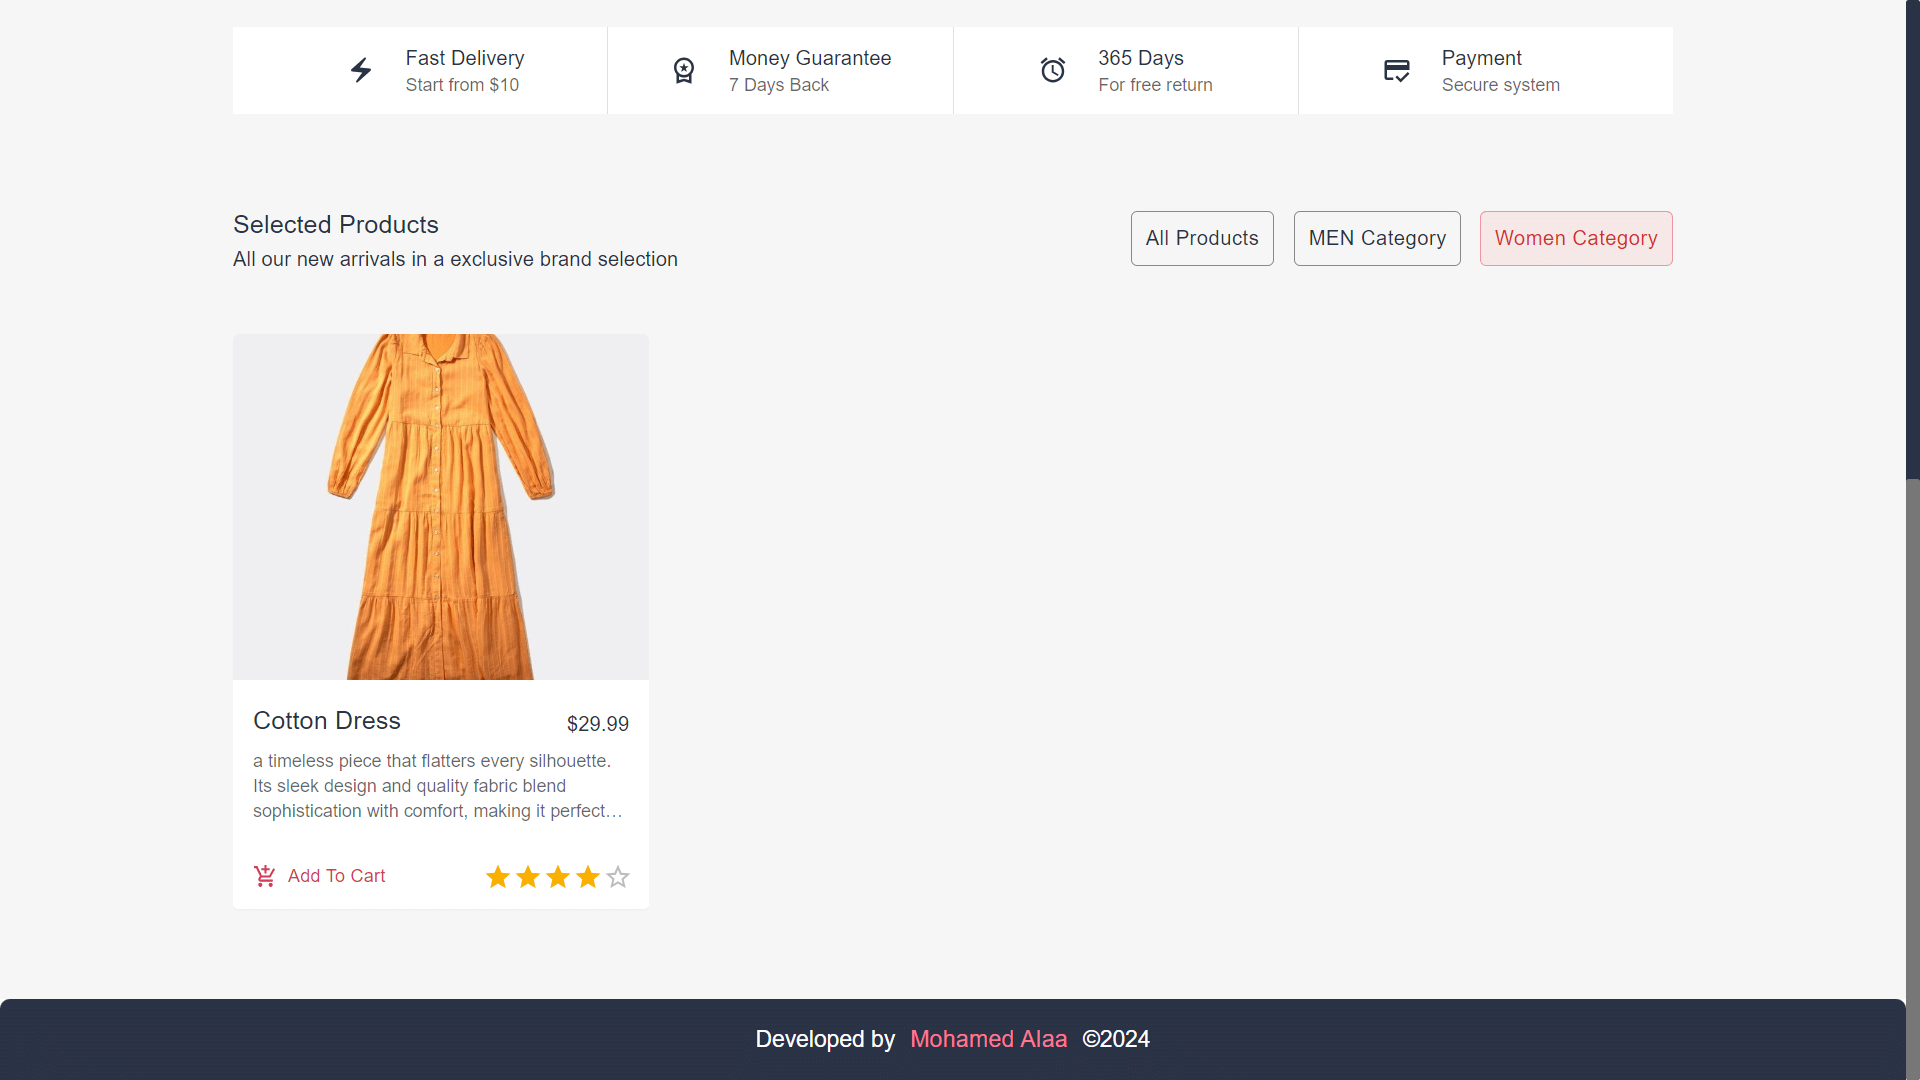 Fast Delivery
Start from $10
Money Guarantee
7 Days Back
365 Days
For free return
Payment
Secure system
Selected Products
All our new arrivals in a exclusive brand selection
All Products
MEN Category
Women Category
Cotton Dress
$29.99
a timeless piece that flatters every silhouette.
Its sleek design and quality fabric blend
sophistication with comfort, making it perfect…
Add To Cart
Developed by Mohamed Alaa ©2024